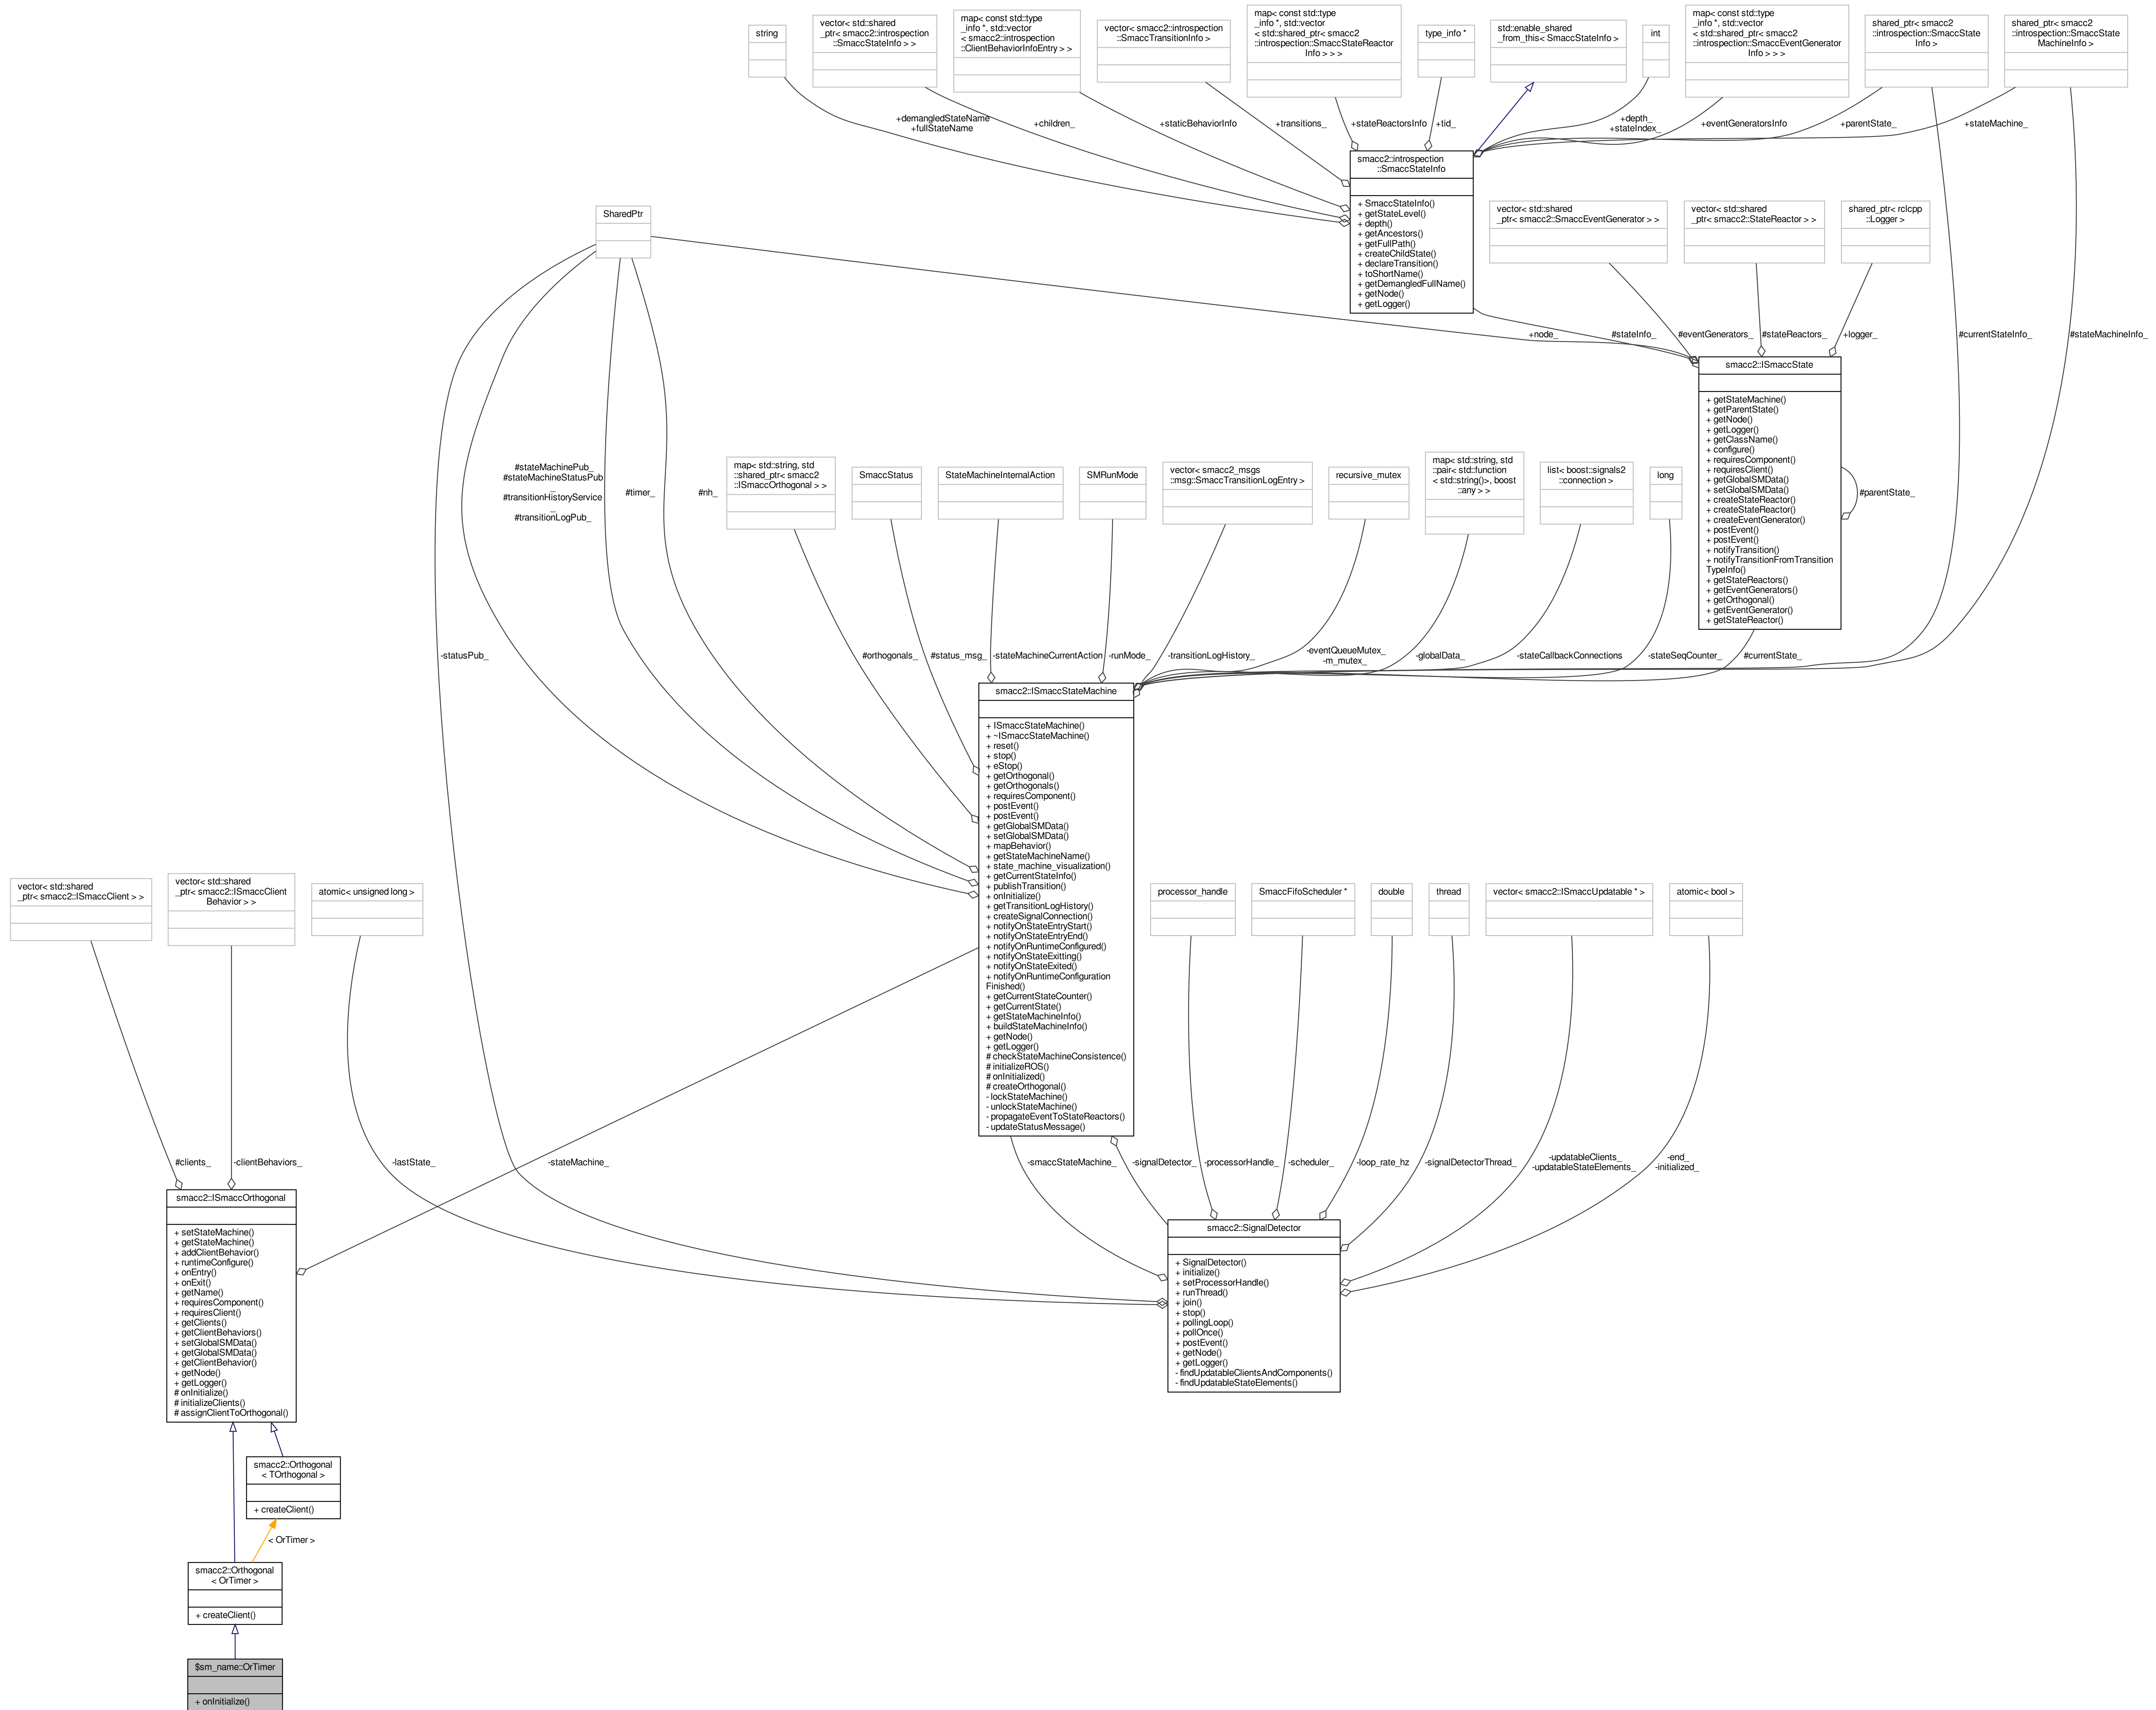 string
vector< std::shared
_ptr< smacc2::introspection
::SmaccStateInfo > >
map< const std::type
_info *, std::vector
< smacc2::introspection
::ClientBehaviorInfoEntry > >
vector< smacc2::introspection
::SmaccTransitionInfo >
map< const std::type
_info *, std::vector
< std::shared_ptr< smacc2
::introspection::SmaccStateReactor
Info > > >
type_info *
std::enable_shared
_from_this< SmaccStateInfo >
int
map< const std::type
_info *, std::vector
< std::shared_ptr< smacc2
::introspection::SmaccEventGenerator
Info > > >
shared_ptr< smacc2
::introspection::SmaccState
Info >
shared_ptr< smacc2
::introspection::SmaccState
MachineInfo >
+demangledStateName
+fullStateName
+children_
+staticBehaviorInfo
+transitions_
+stateReactorsInfo
+tid_
+depth_
+stateIndex_
+eventGeneratorsInfo
+parentState_
+stateMachine_
smacc2::introspection
::SmaccStateInfo
+ SmaccStateInfo()
+ getStateLevel()
+ depth()
+ getAncestors()
+ getFullPath()
+ createChildState()
+ declareTransition()
+ toShortName()
+ getDemangledFullName()
+ getNode()
+ getLogger()
SharedPtr
vector< std::shared
_ptr< smacc2::SmaccEventGenerator > >
vector< std::shared
_ptr< smacc2::StateReactor > >
shared_ptr< rclcpp
::Logger >
+node_
#stateInfo_
#eventGenerators_
#stateReactors_
+logger_
#currentStateInfo_
#stateMachineInfo_
smacc2::ISmaccState
+ getStateMachine()
+ getParentState()
+ getNode()
+ getLogger()
+ getClassName()
+ configure()
+ requiresComponent()
+ requiresClient()
+ getGlobalSMData()
+ setGlobalSMData()
+ createStateReactor()
+ createStateReactor()
+ createEventGenerator()
+ postEvent()
+ postEvent()
+ notifyTransition()
+ notifyTransitionFromTransition
TypeInfo()
+ getStateReactors()
+ getEventGenerators()
+ getOrthogonal()
+ getEventGenerator()
+ getStateReactor()
#parentState_
#stateMachinePub_
#stateMachineStatusPub
_
#transitionHistoryService
_
#transitionLogPub_
#timer_
#nh_
map< std::string, std
::shared_ptr< smacc2
::ISmaccOrthogonal > >
SmaccStatus
StateMachineInternalAction
SMRunMode
vector< smacc2_msgs
::msg::SmaccTransitionLogEntry >
recursive_mutex
map< std::string, std
::pair< std::function
< std::string()>, boost
::any > >
list< boost::signals2
::connection >
long
-statusPub_
#orthogonals_
#status_msg_
-stateMachineCurrentAction
-runMode_
-transitionLogHistory_
-eventQueueMutex_
-m_mutex_
-globalData_
-stateCallbackConnections
-stateSeqCounter_
#currentState_
smacc2::ISmaccStateMachine
+ ISmaccStateMachine()
+ ~ISmaccStateMachine()
+ reset()
+ stop()
+ eStop()
+ getOrthogonal()
+ getOrthogonals()
+ requiresComponent()
+ postEvent()
+ postEvent()
+ getGlobalSMData()
+ setGlobalSMData()
+ mapBehavior()
+ getStateMachineName()
+ state_machine_visualization()
+ getCurrentStateInfo()
+ publishTransition()
+ onInitialize()
+ getTransitionLogHistory()
+ createSignalConnection()
+ notifyOnStateEntryStart()
+ notifyOnStateEntryEnd()
+ notifyOnRuntimeConfigured()
+ notifyOnStateExitting()
+ notifyOnStateExited()
+ notifyOnRuntimeConfiguration
Finished()
+ getCurrentStateCounter()
+ getCurrentState()
+ getStateMachineInfo()
+ buildStateMachineInfo()
+ getNode()
+ getLogger()
# checkStateMachineConsistence()
# initializeROS()
# onInitialized()
# createOrthogonal()
- lockStateMachine()
- unlockStateMachine()
- propagateEventToStateReactors()
- updateStatusMessage()
vector< std::shared
_ptr< smacc2::ISmaccClient > >
vector< std::shared
_ptr< smacc2::ISmaccClient
Behavior > >
atomic< unsigned long >
processor_handle
SmaccFifoScheduler *
double
thread
vector< smacc2::ISmaccUpdatable * >
atomic< bool >
#clients_
-clientBehaviors_
-lastState_
-stateMachine_
-smaccStateMachine_
-signalDetector_
-processorHandle_
-scheduler_
-loop_rate_hz
-signalDetectorThread_
-updatableClients_
-updatableStateElements_
-end_
-initialized_
smacc2::ISmaccOrthogonal
+ setStateMachine()
+ getStateMachine()
+ addClientBehavior()
+ runtimeConfigure()
+ onEntry()
+ onExit()
+ getName()
+ requiresComponent()
+ requiresClient()
+ getClients()
+ getClientBehaviors()
+ setGlobalSMData()
+ getGlobalSMData()
+ getClientBehavior()
+ getNode()
+ getLogger()
# onInitialize()
# initializeClients()
# assignClientToOrthogonal()
smacc2::SignalDetector
+ SignalDetector()
+ initialize()
+ setProcessorHandle()
+ runThread()
+ join()
+ stop()
+ pollingLoop()
+ pollOnce()
+ postEvent()
+ getNode()
+ getLogger()
- findUpdatableClientsAndComponents()
- findUpdatableStateElements()
smacc2::Orthogonal
< TOrthogonal >
+ createClient()
< OrTimer >
smacc2::Orthogonal
< OrTimer >
+ createClient()
$sm_name::OrTimer
+ onInitialize()